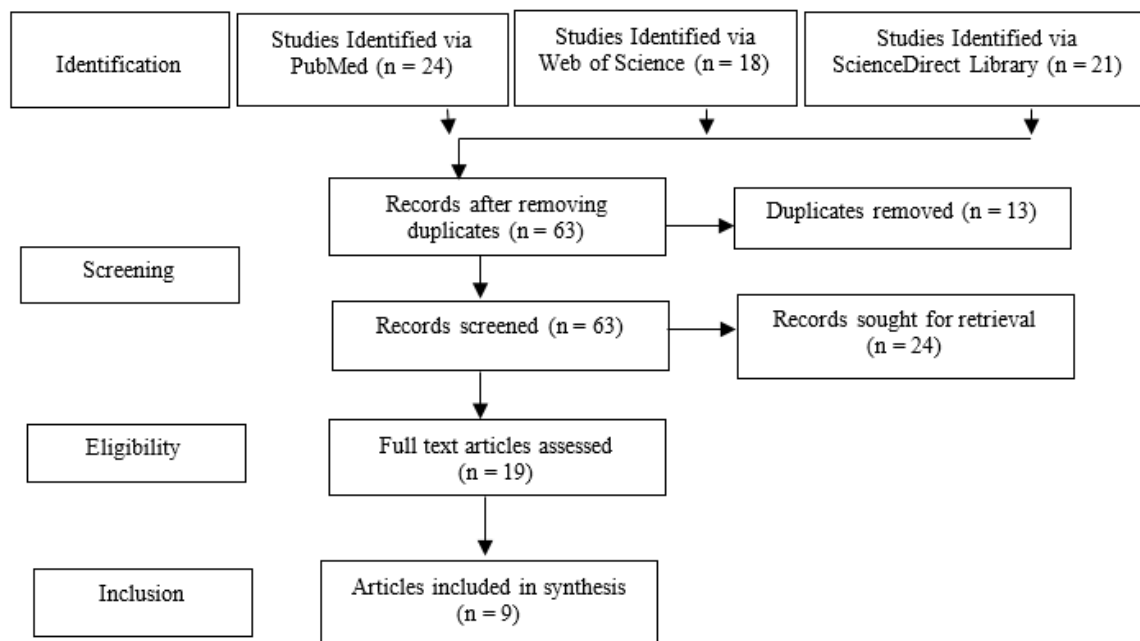 Identification
Studies Identified via
PubMed (n = 24)
Studies Identified via
Web of Science (n = 18)
Studies Identified via
ScienceDirect Library (n = 21)
Records after removing
duplicates (n = 63)
Duplicates removed (n = 13)
Screening
Records screened (n = 63)
Records sought for retrieval
(n = 24)
Eligibility
Full text articles assessed
(n = 19)
Inclusion
Articles included in synthesis
(n = 9)